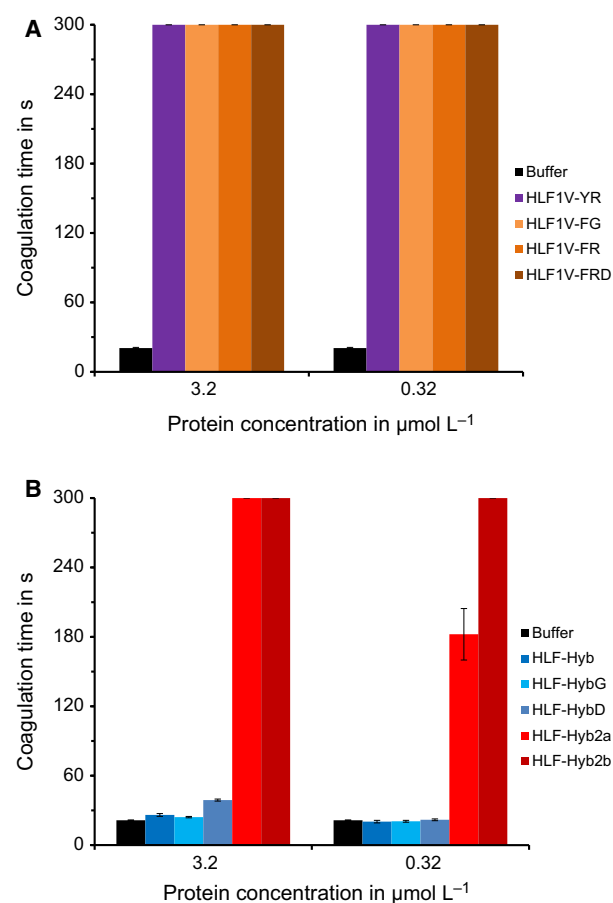 A
300
240
180
120
60
0
Coagulation time in s
3.2
0.32
Protein concentration in µmol L⁻¹
Buffer
HLF1V-YR
HLF1V-FG
HLF1V-FR
HLF1V-FRD
B
300
240
180
120
60
0
Coagulation time in s
3.2
0.32
Protein concentration in µmol L⁻¹
Buffer
HLF-Hyb
HLF-HybG
HLF-HybD
HLF-Hyb2a
HLF-Hyb2b